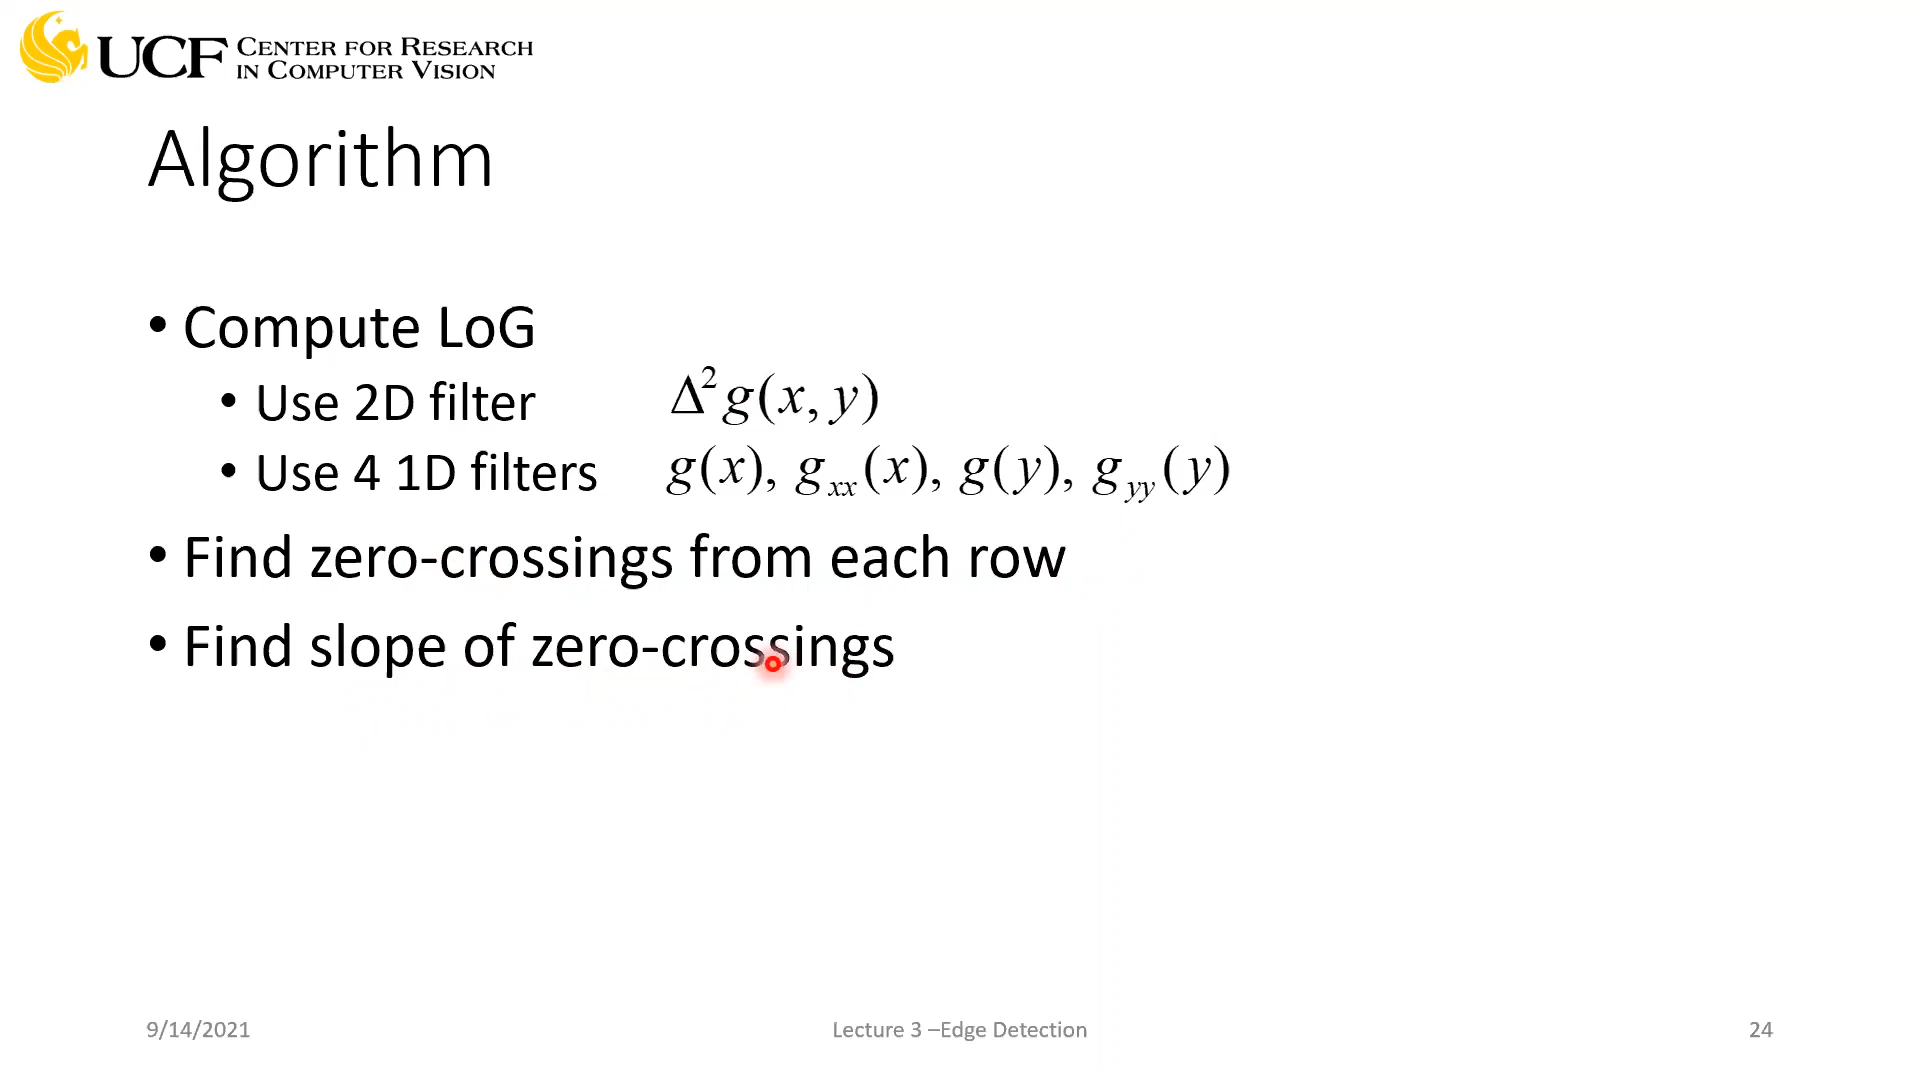 UCF CENTER FOR RESEARCH
IN COMPUTER VISION
Algorithm
• Compute LoG
• Use 2D filter Δ²g(x, y)
• Use 4 1D filters g(x), g_xx(x), g(y), g_yy(y)
• Find zero-crossings from each row
• Find slope of zero-crossings
9/14/2021 Lecture 3 –Edge Detection 24